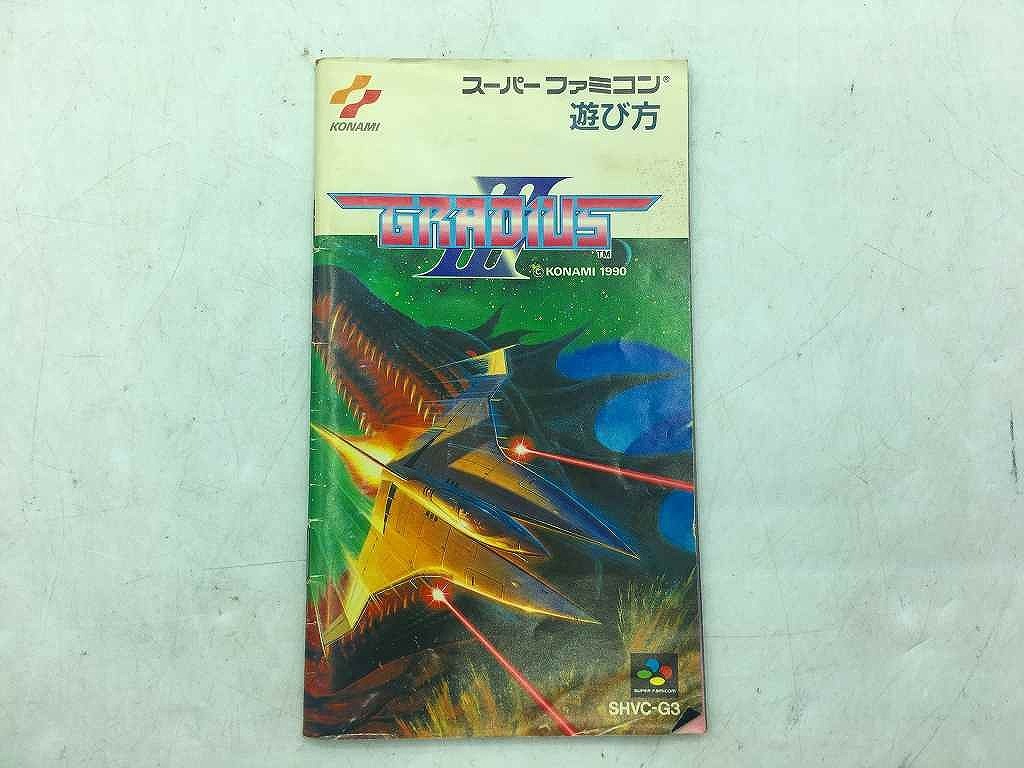 KONAMI
スーパーファミコン®
遊び方
GRADIUS
III
TM
© KONAMI 1990
SUPER FAMICOM
SHVC-G3